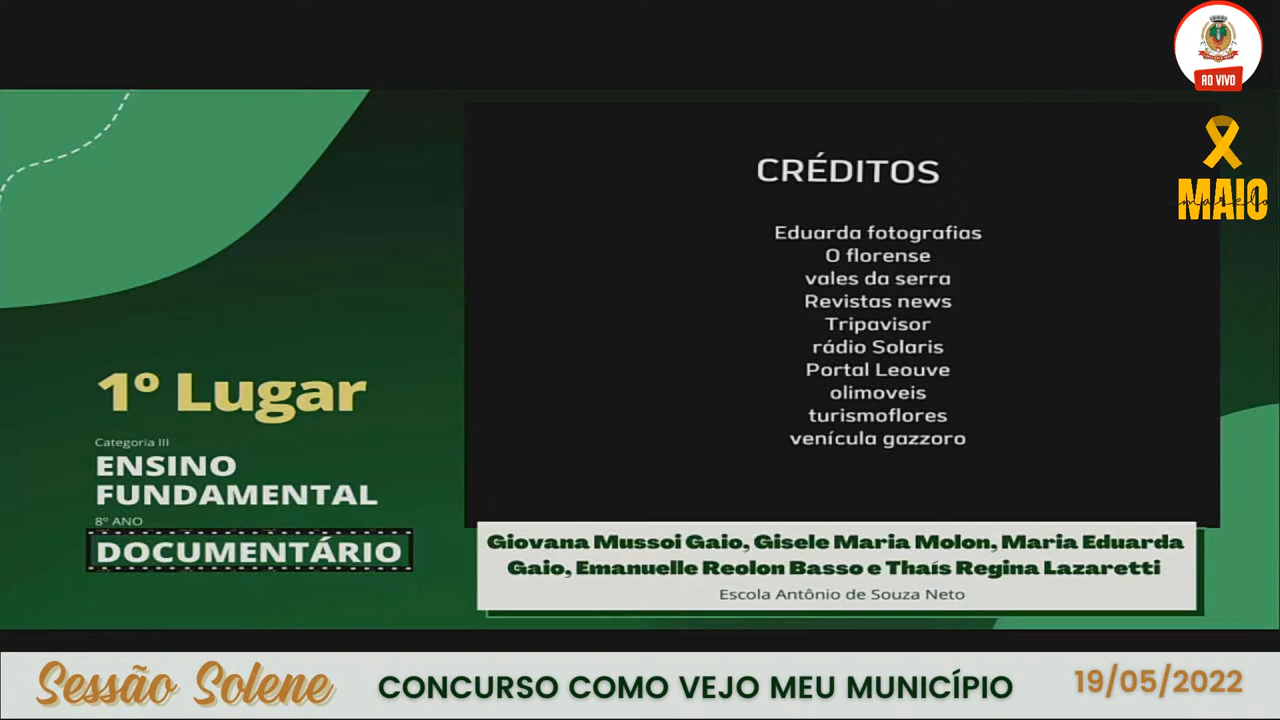 AO VIVO
MAIO
amarelo
CRÉDITOS
Eduarda fotografias
O florense
vales da serra
Revistas news
Tripavisor
rádio Solaris
Portal Leouve
olimoveis
turismoflores
venícula gazzoro
1º Lugar
Categoria III
ENSINO
FUNDAMENTAL
8º ANO
DOCUMENTÁRIO
Giovana Mussoi Gaio, Gisele Maria Molon, Maria Eduarda
Gaio, Emanuelle Reolon Basso e Thaís Regina Lazaretti
Escola Antônio de Souza Neto
Sessão Solene
CONCURSO COMO VEJO MEU MUNICÍPIO
19/05/2022